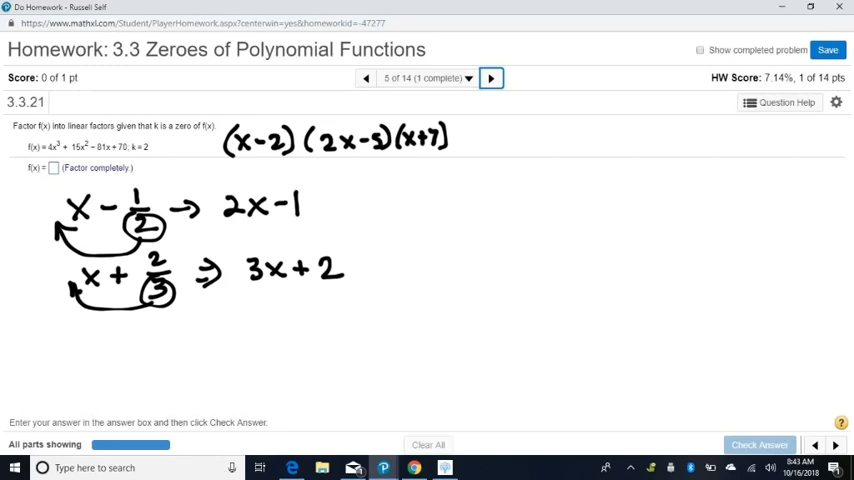 Do Homework - Russell Self
https://www.mathxl.com/Student/PlayerHomework.aspx?centerwin=yes&homeworkid=-47277
Homework: 3.3 Zeroes of Polynomial Functions
Show completed problem
Save
Score: 0 of 1 pt
5 of 14 (1 complete)
HW Score: 7.14%, 1 of 14 pts
3.3.21
Question Help
Factor f(x) into linear factors given that k is a zero of f(x).
f(x) = 4x³ + 15x² − 81x + 70; k = 2
(x-2) (2x-5)(x+7)
f(x) = (Factor completely.)
x - 1/2 → 2x-1
x + 2/3 ⇒ 3x+2
Enter your answer in the answer box and then click Check Answer.
?
All parts showing
Clear All
Check Answer
Type here to search
8:43 AM
10/16/2018